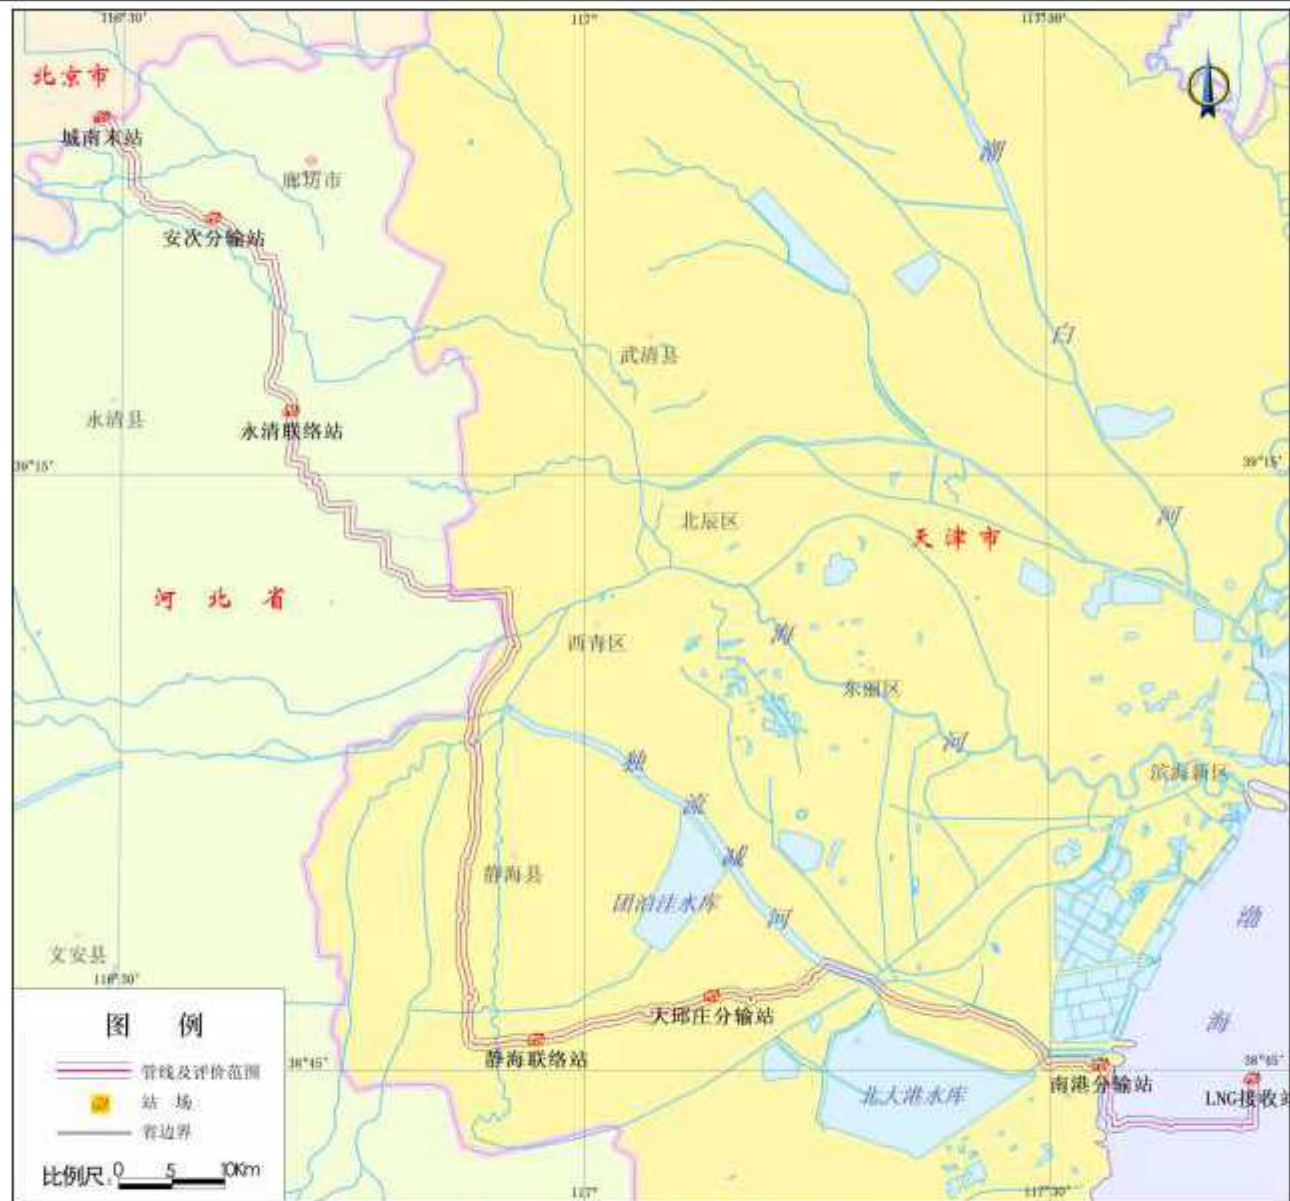 116°30′
117°
117°30′
北京市
城南末站
廊坊市
安次分输站
潮
白
河
武清县
永清县
永清联络站
39°15′
39°15′
北辰区
天津市
河北省
西青区
海
河
东丽区
独
流
减
河
滨海新区
静海县
团泊洼水库
渤
海
文安县
116°30′
大邱庄分输站
静海联络站
38°45′
38°45′
南港分输站
LNG接收站
北大港水库
图 例
管线及评价范围
站 场
省边界
比例尺: 0 5 10Km
117°
117°30′